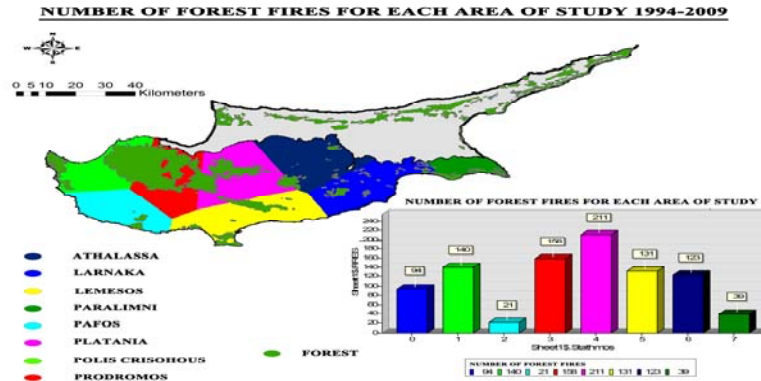 NUMBER OF FOREST FIRES FOR EACH AREA OF STUDY 1994-2009
N
W E
S
0 5 10 20 30 40 Kilometers
ATHALASSA
LARNAKA
LEMESOS
PARALIMNI
PAFOS
PLATANIA
POLIS CRISOHOUS
PRODROMOS
FOREST
NUMBER OF FOREST FIRES FOR EACH AREA OF STUDY
240
220
200
180
160
140
120
100
80
60
40
20
0
94 140 21 158 211 131 123 39
0 1 2 3 4 5 6 7
Sheet1$.Stathmos
NUMBER OF FOREST FIRES
94 140 21 158 211 131 123 39